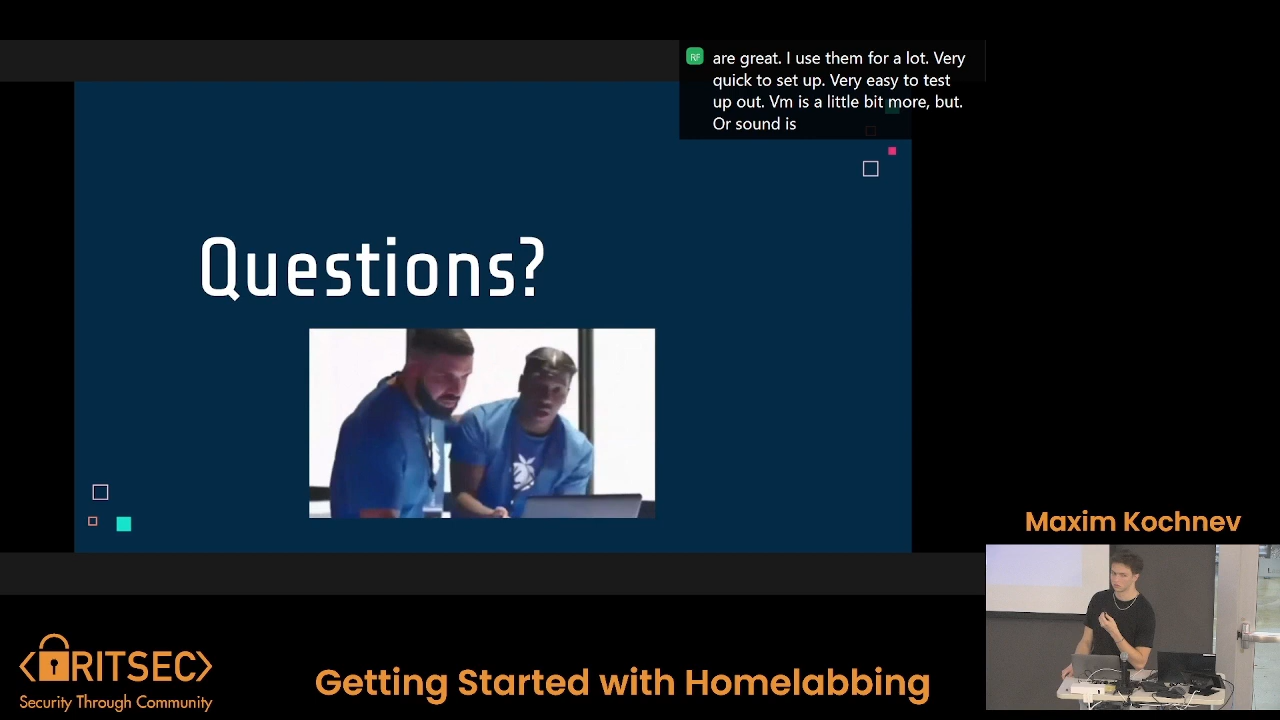 RF
are great. I use them for a lot. Very
quick to set up. Very easy to test
up out. Vm is a little bit more, but.
Or sound is
Questions?
Maxim Kochnev
RITSEC
Security Through Community
Getting Started with Homelabbing